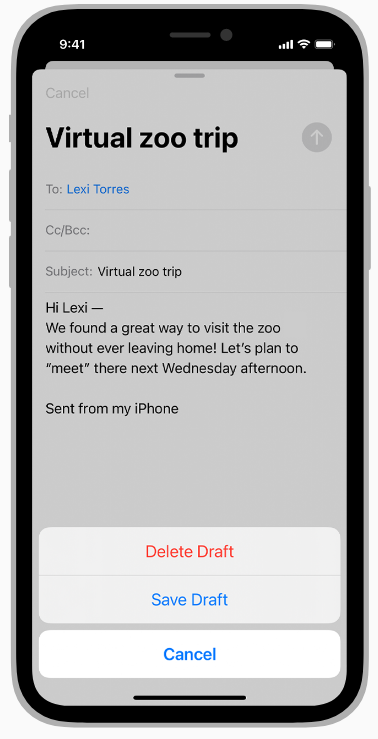 9:41
Cancel
Virtual zoo trip
To: Lexi Torres
Cc/Bcc:
Subject: Virtual zoo trip
Hi Lexi —
We found a great way to visit the zoo
without ever leaving home! Let’s plan to
“meet” there next Wednesday afternoon.
Sent from my iPhone
Delete Draft
Save Draft
Cancel